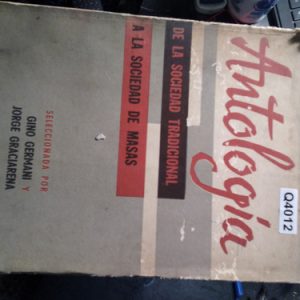 Antología
DE LA SOCIEDAD TRADICIONAL
A LA SOCIEDAD DE MASAS
SELECCIONADA POR
GINO GERMANI Y
JORGE GRACIARENA
Q4012